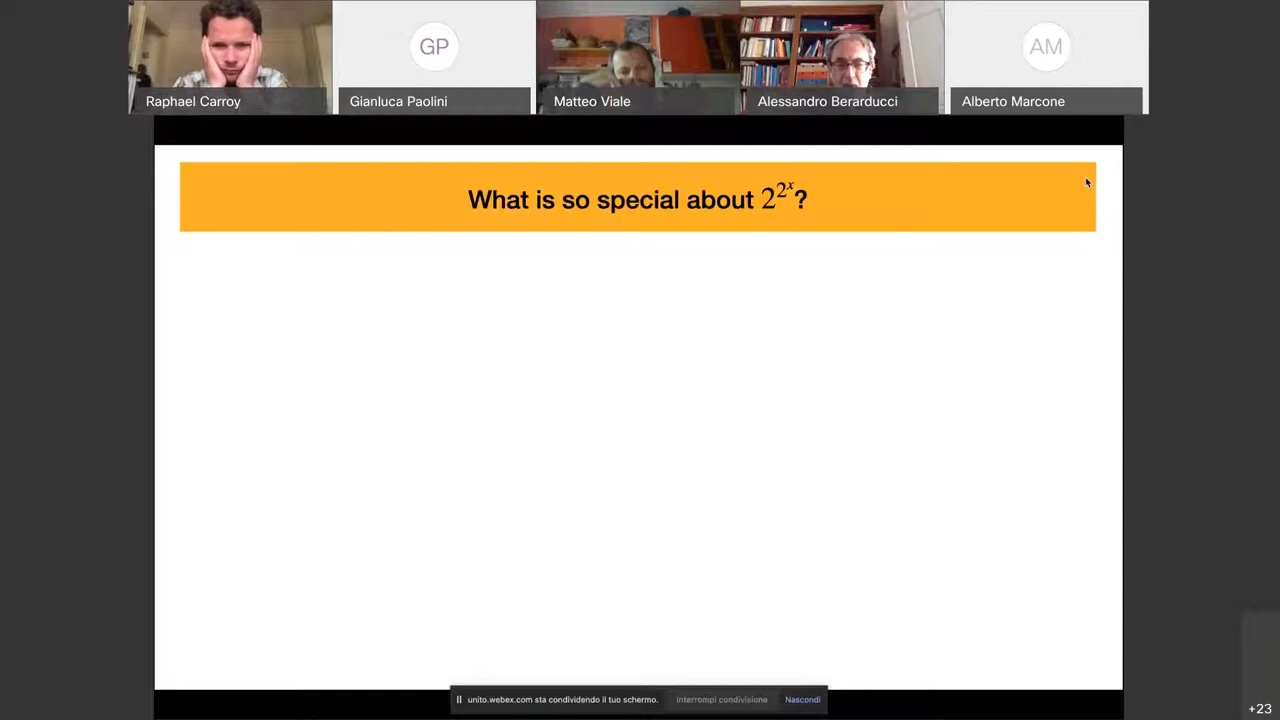 GP
AM
Raphael Carroy
Gianluca Paolini
Matteo Viale
Alessandro Berarducci
Alberto Marcone
What is so special about 2^{2^x}?
unito.webex.com sta condividendo il tuo schermo.
Interrompi condivisione
Nascondi
+23